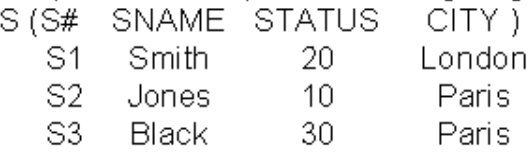 S (S# SNAME STATUS CITY )
S1 Smith 20 London
S2 Jones 10 Paris
S3 Black 30 Paris